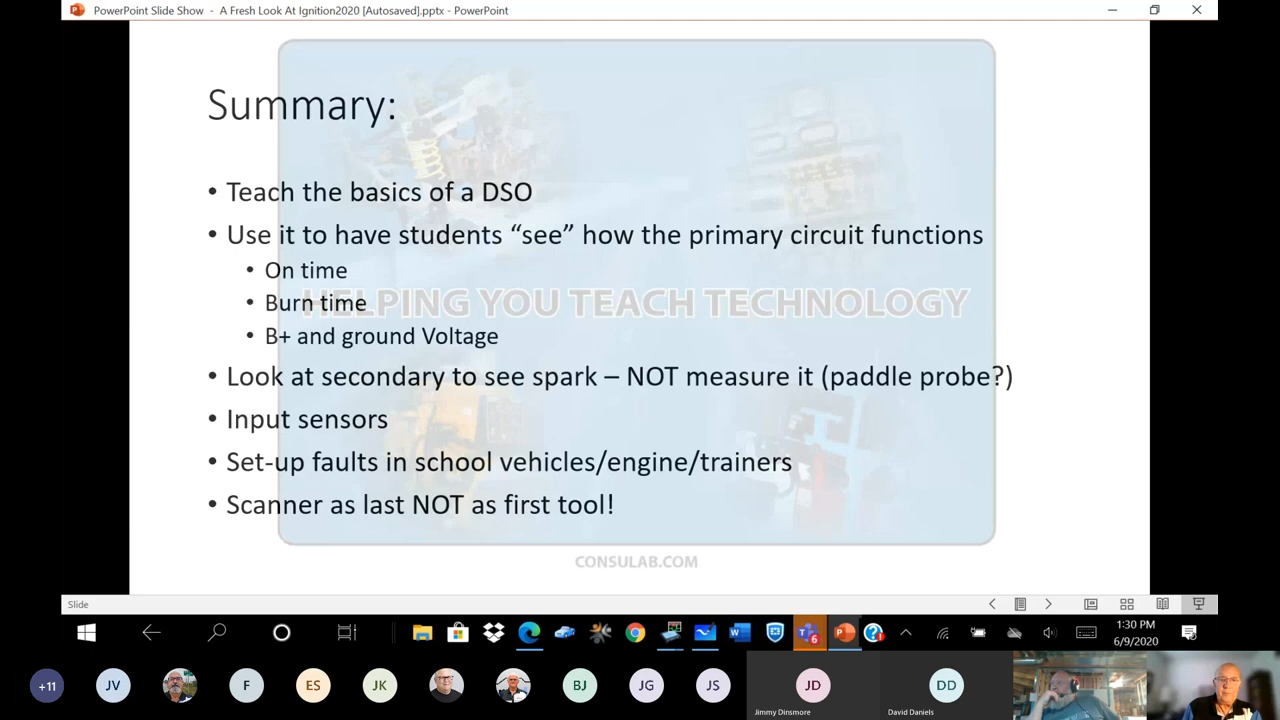 PowerPoint Slide Show - A Fresh Look At Ignition2020 [Autosaved].pptx - PowerPoint
Summary:
• Teach the basics of a DSO
• Use it to have students “see” how the primary circuit functions
• On time
• Burn time
• B+ and ground Voltage
HELPING YOU TEACH TECHNOLOGY
• Look at secondary to see spark – NOT measure it (paddle probe?)
• Input sensors
• Set-up faults in school vehicles/engine/trainers
• Scanner as last NOT as first tool!
CONSULAB.COM
Slide
6
1:30 PM
6/9/2020
+11 JV F ES JK BJ JG JS JD DD
Jimmy Dinsmore David Daniels